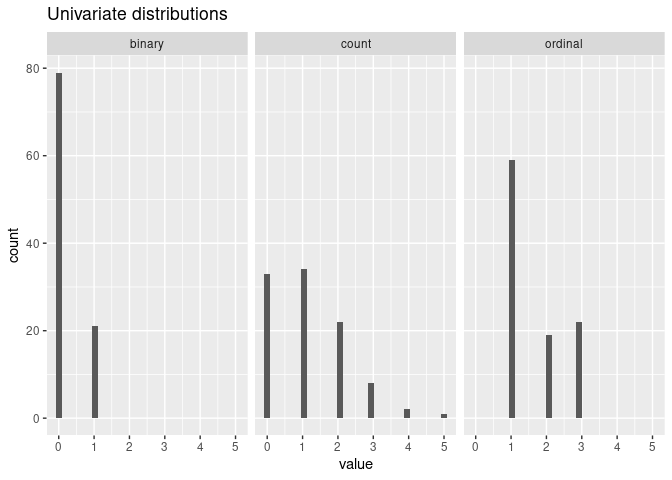 Univariate distributions
binary count ordinal
80
60
40
20
0
count
0 1 2 3 4 5 0 1 2 3 4 5 0 1 2 3 4 5
value